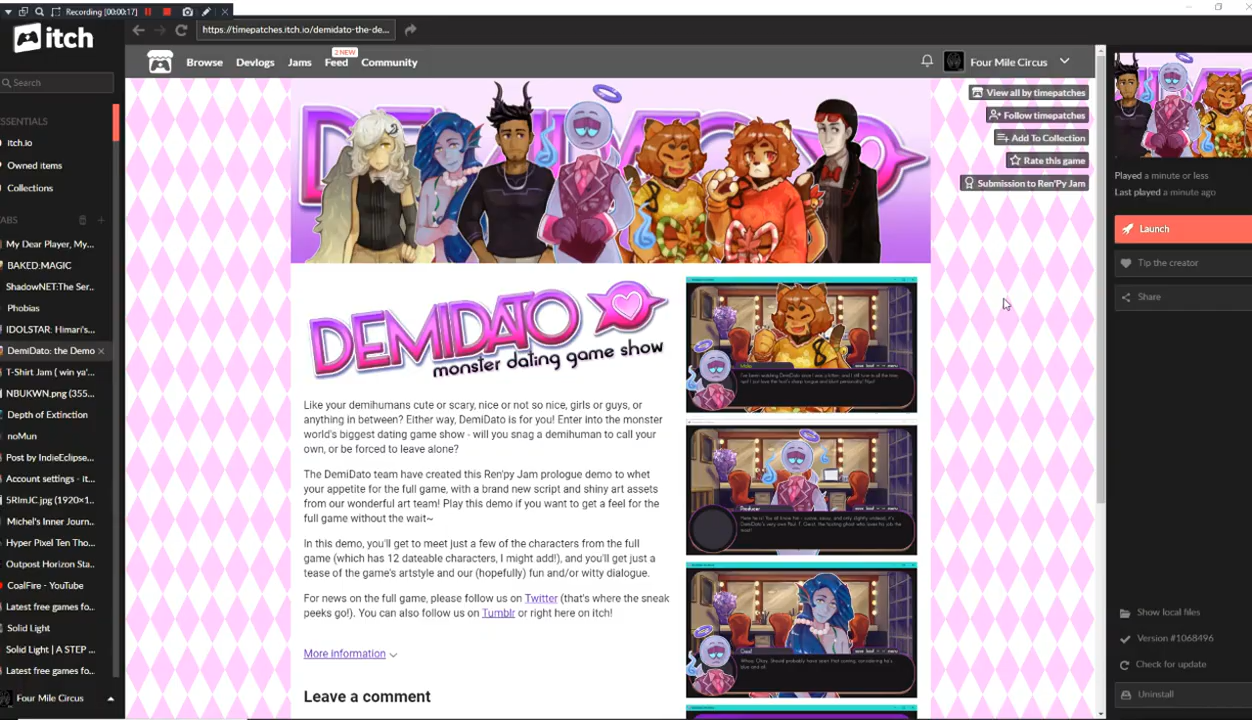 Recording [00:00:17]
itch
https://timepatches.itch.io/demidato-the-de...
2 NEW
Browse
Devlogs
Jams
Feed
Community
Four Mile Circus
Search
ESSENTIALS
itch.io
Owned items
Collections
TABS
My Dear Player, My...
BAKED:MAGIC
ShadowNET:The Ser...
Phobias
IDOLSTAR: Himari's...
DemiDato: the Demo
T-Shirt Jam ( win ya'...
NBUKWN.png (355...
Depth of Outpost
noMun
Post by IndieEclipse...
Account settings - it...
5RlmJC.jpg (1920×1...
Michel's Inner Journ...
Hyper Pixel Ten Tho...
Outpost Horizon Sta...
CoalFire - YouTube
Latest free games fo...
Solid Light
Solid Light | A STEP ...
Latest free games fo...
Four Mile Circus
DEMIDATO
View all by timepatches
Follow timepatches
Add To Collection
Rate this game
Submission to Ren'Py Jam
DEMIDATO
monster dating game show
Like your demihumans cute or scary, nice or not so nice, girls or guys, or
anything in between? Either way, DemiDato is for you! Enter into the monster
world's biggest dating game show - will you snag a demihuman to call your
own, or be forced to leave alone?
The DemiDato team have created this Ren'py Jam prologue demo to whet
your appetite for the full game, with a brand new script and shiny art assets
from our wonderful art team! Play this demo if you want to get a feel for the
full game without the wait~
In this demo, you'll get to meet just a few of the characters from the full
game (which has 12 dateable characters, I might add!), and you'll get just a
tease of the game's artstyle and our (hopefully) fun and/or witty dialogue.
For news on the full game, please follow us on Twitter (that's where the sneak
peeks go!). You can also follow us on Tumblr or right here on itch!
More information
Leave a comment
Producer
Played a minute or less
Last played a minute ago
Launch
Tip the creator
Share
Show local files
Version #1068496
Check for update
Uninstall